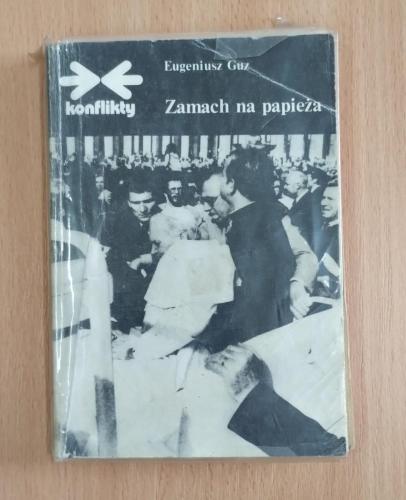 Eugeniusz Guz
konflikty
Zamach na papieża